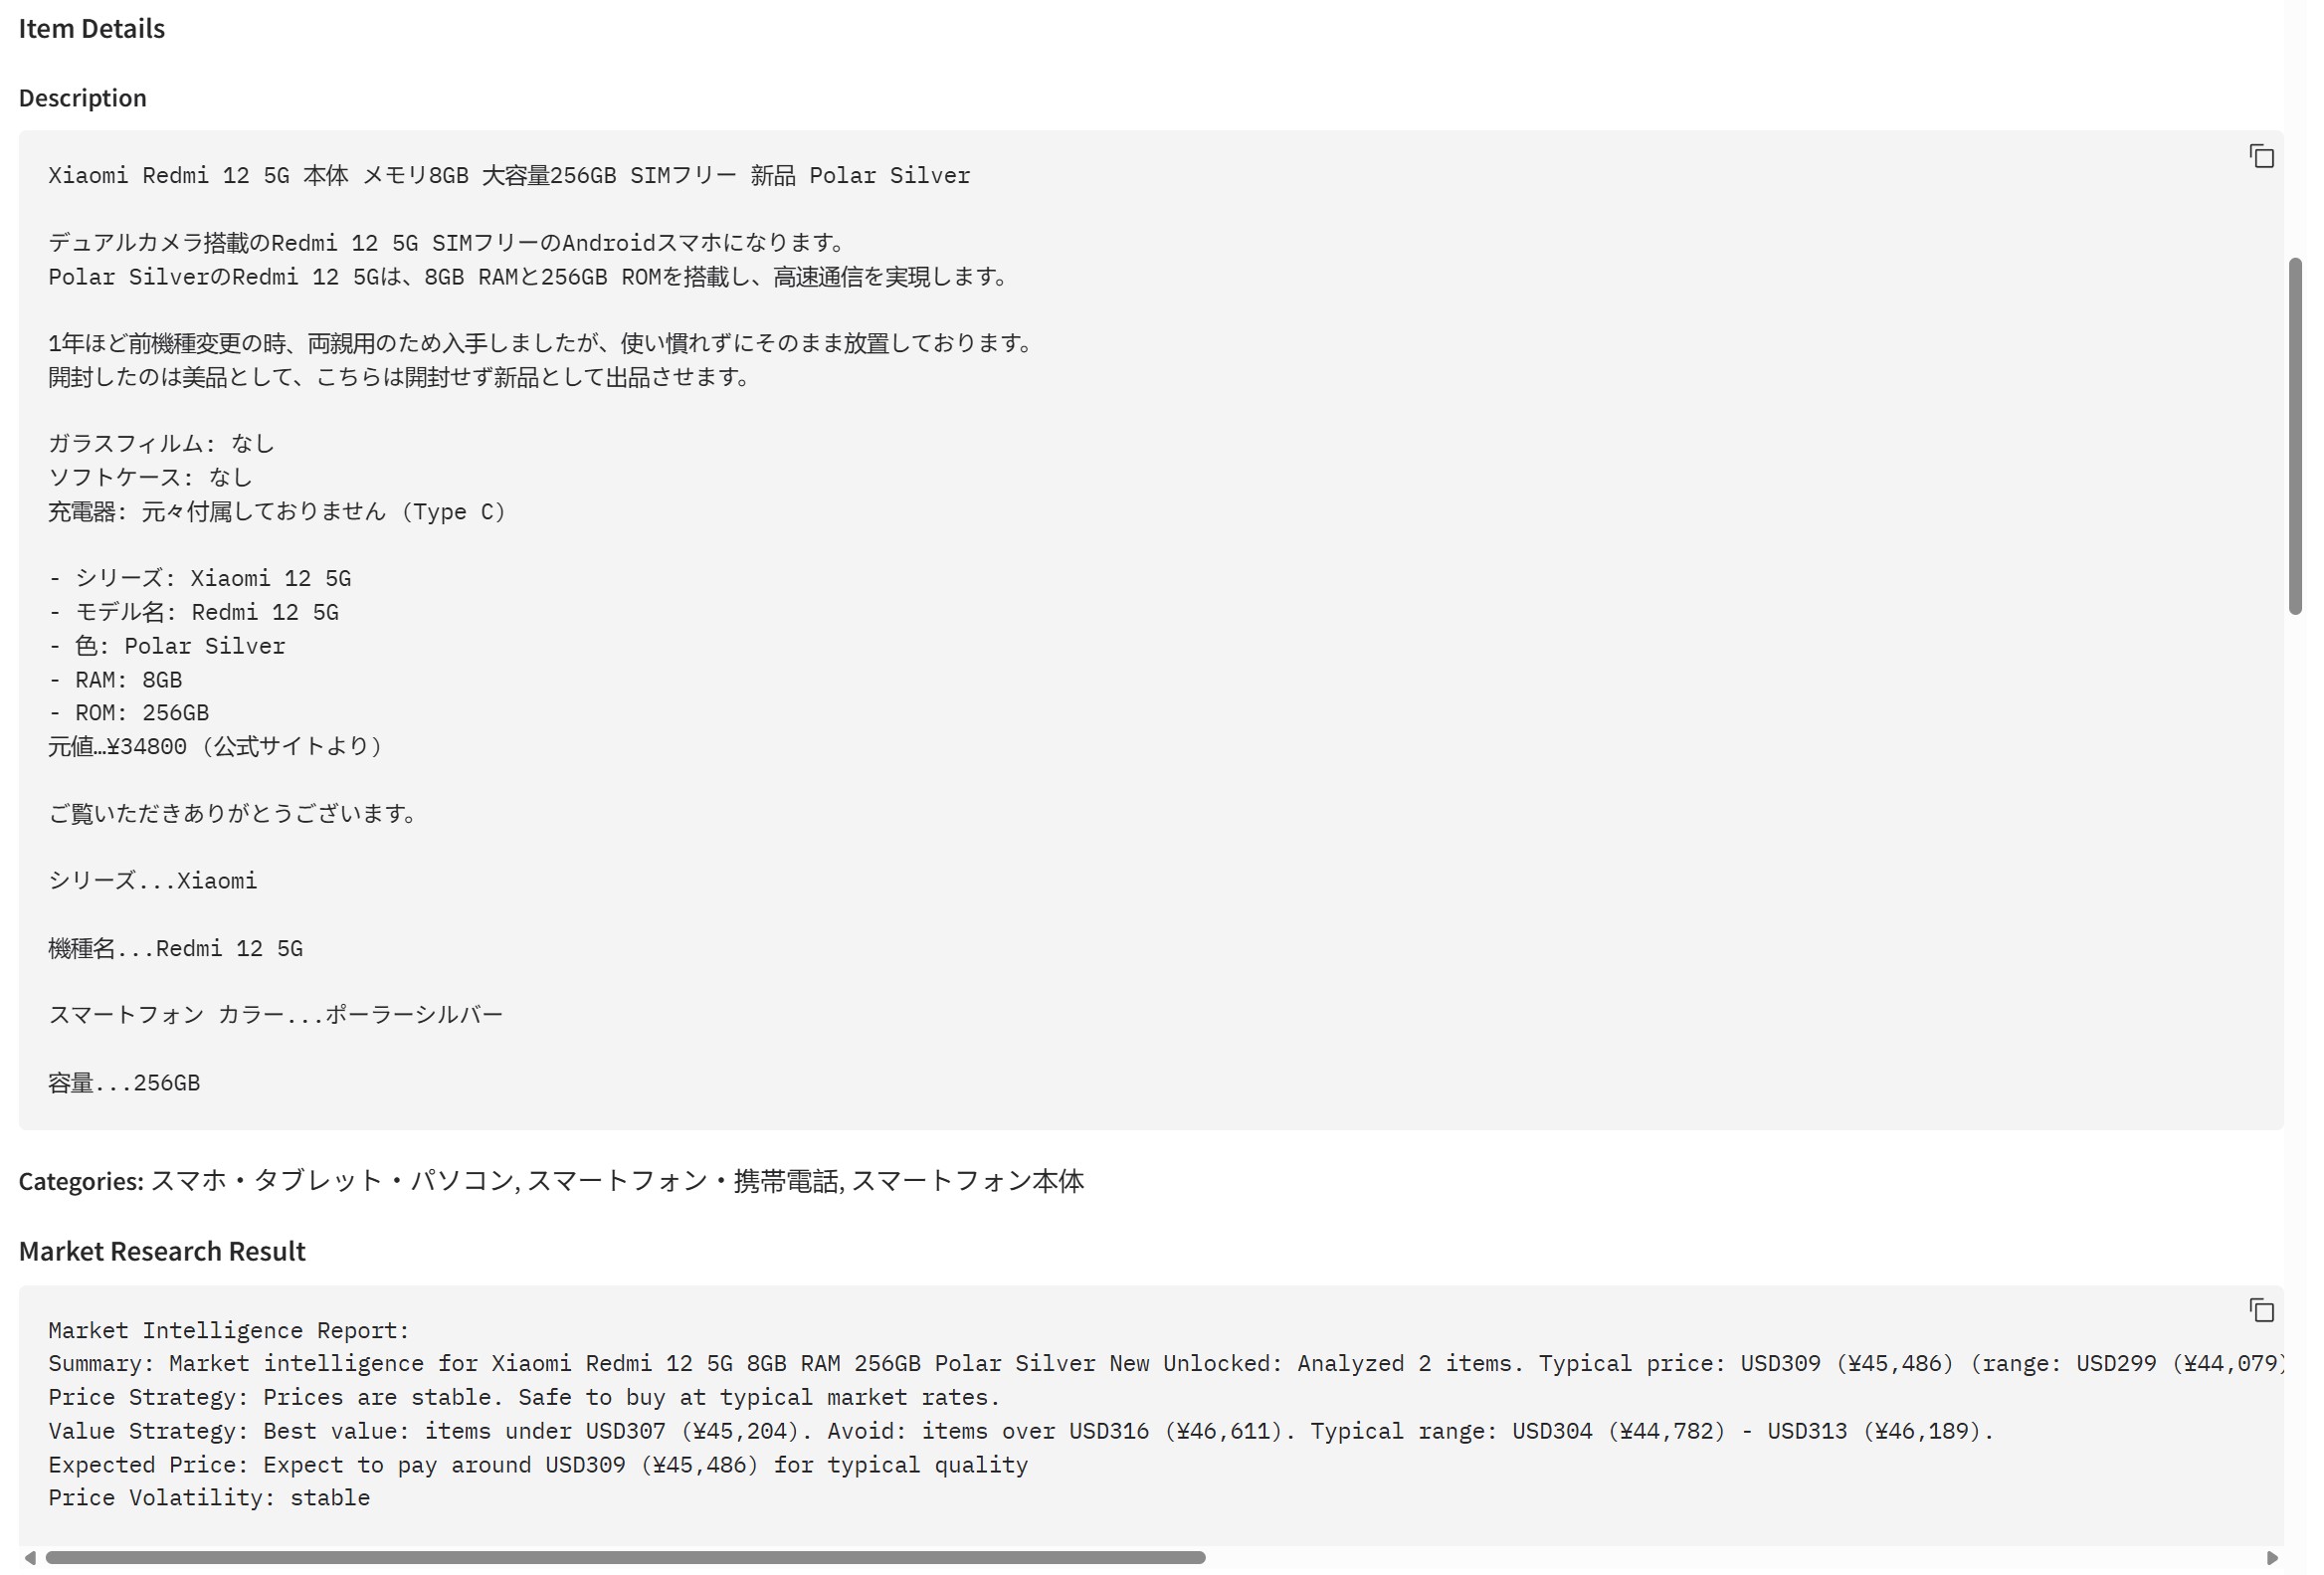 Item Details
Description
Xiaomi Redmi 12 5G 本体 メモリ8GB 大容量256GB SIMフリー 新品 Polar Silver
デュアルカメラ搭載のRedmi 12 5G SIMフリーのAndroidスマホになります。
Polar SilverのRedmi 12 5Gは、8GB RAMと256GB ROMを搭載し、高速通信を実現します。
1年ほど前機種変更の時、両親用のため入手しましたが、使い慣れずにそのまま放置しております。
開封したのは美品として、こちらは開封せず新品として出品させます。
ガラスフィルム: なし
ソフトケース: なし
充電器: 元々付属しておりません（Type C）
- シリーズ: Xiaomi 12 5G
- モデル名: Redmi 12 5G
- 色: Polar Silver
- RAM: 8GB
- ROM: 256GB
元値…¥34800（公式サイトより）
ご覧いただきありがとうございます。
シリーズ...Xiaomi
機種名...Redmi 12 5G
スマートフォン カラー...ポーラーシルバー
容量...256GB
Categories: スマホ・タブレット・パソコン, スマートフォン・携帯電話, スマートフォン本体
Market Research Result
Market Intelligence Report:
Summary: Market intelligence for Xiaomi Redmi 12 5G 8GB RAM 256GB Polar Silver New Unlocked: Analyzed 2 items. Typical price: USD309 (¥45,486) (range: USD299 (¥44,079)
Price Strategy: Prices are stable. Safe to buy at typical market rates.
Value Strategy: Best value: items under USD307 (¥45,204). Avoid: items over USD316 (¥46,611). Typical range: USD304 (¥44,782) - USD313 (¥46,189).
Expected Price: Expect to pay around USD309 (¥45,486) for typical quality
Price Volatility: stable